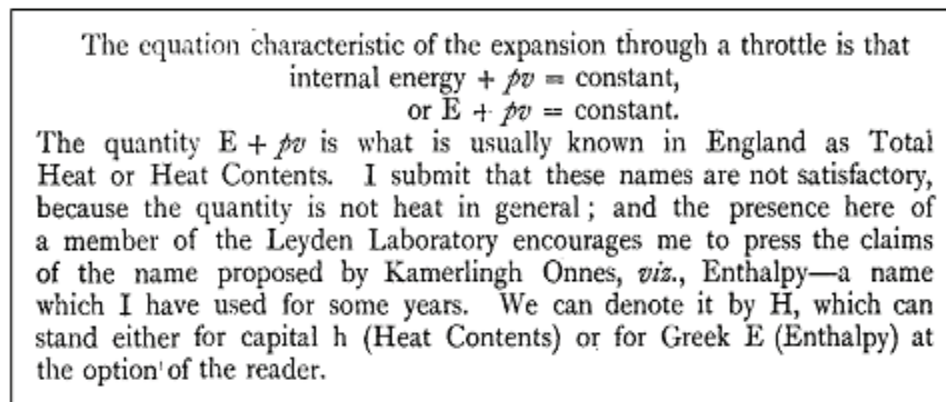 The equation characteristic of the expansion through a throttle is that
internal energy + pv = constant,
or E + pv = constant.
The quantity E + pv is what is usually known in England as Total
Heat or Heat Contents. I submit that these names are not satisfactory,
because the quantity is not heat in general; and the presence here of
a member of the Leyden Laboratory encourages me to press the claims
of the name proposed by Kamerlingh Onnes, viz., Enthalpy—a name
which I have used for some years. We can denote it by H, which can
stand either for capital h (Heat Contents) or for Greek E (Enthalpy) at
the option of the reader.